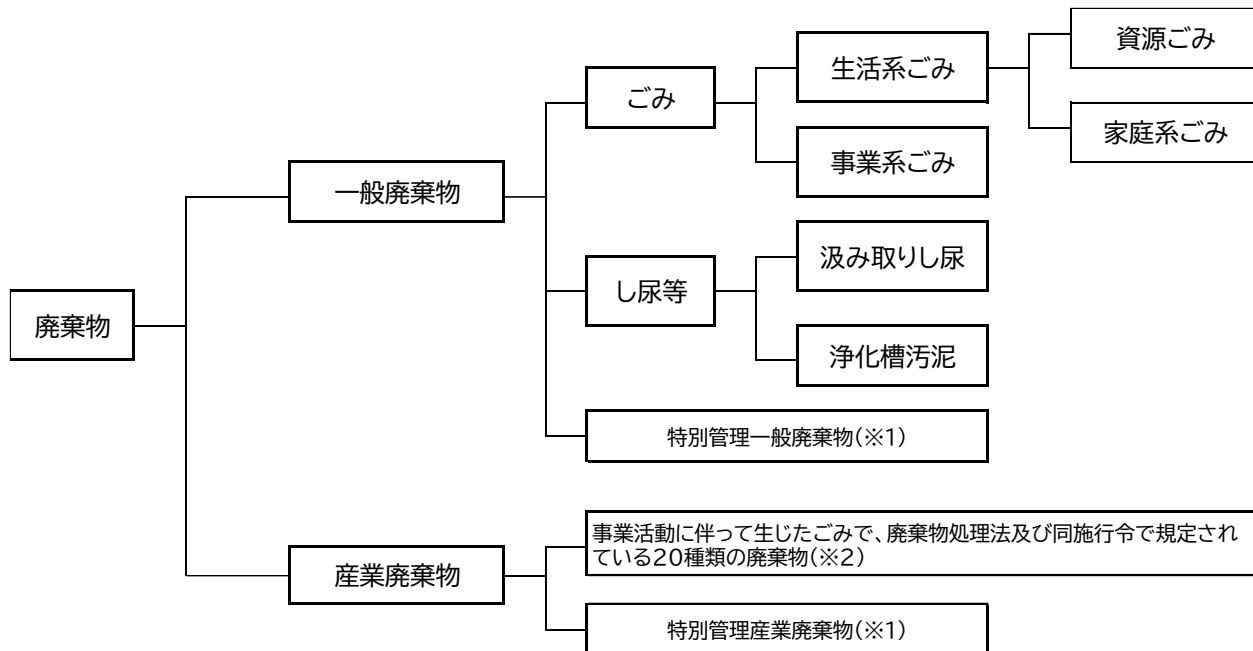 廃棄物
一般廃棄物
ごみ
生活系ごみ
資源ごみ
家庭系ごみ
事業系ごみ
し尿等
汲み取りし尿
浄化槽汚泥
特別管理一般廃棄物(※1)
産業廃棄物
事業活動に伴って生じたごみで、廃棄物処理法及び同施行令で規定され
ている20種類の廃棄物(※2)
特別管理産業廃棄物(※1)